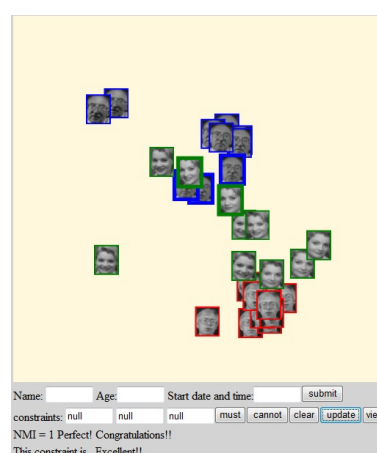 Name: Age: Start date and time: submit
constraints: null null null must cannot clear update vie
NMI = 1 Perfect! Congratulations!!
This constraint is Excellent!!